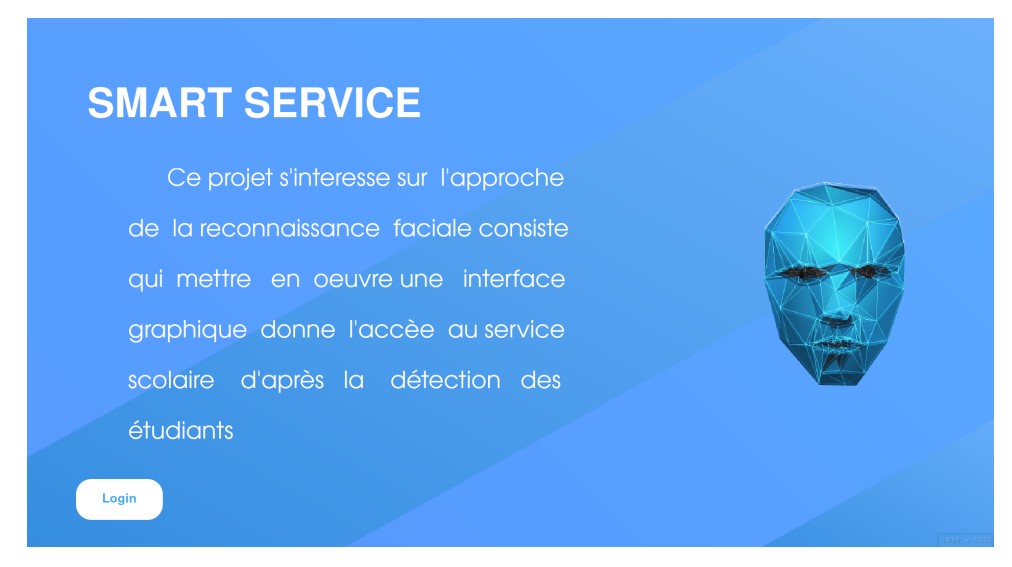 SMART SERVICE
Ce projet s'interesse sur l'approche
de la reconnaissance faciale consiste
qui mettre en oeuvre une interface
graphique donne l'accèe au service
scolaire d'après la détection des
étudiants
Login